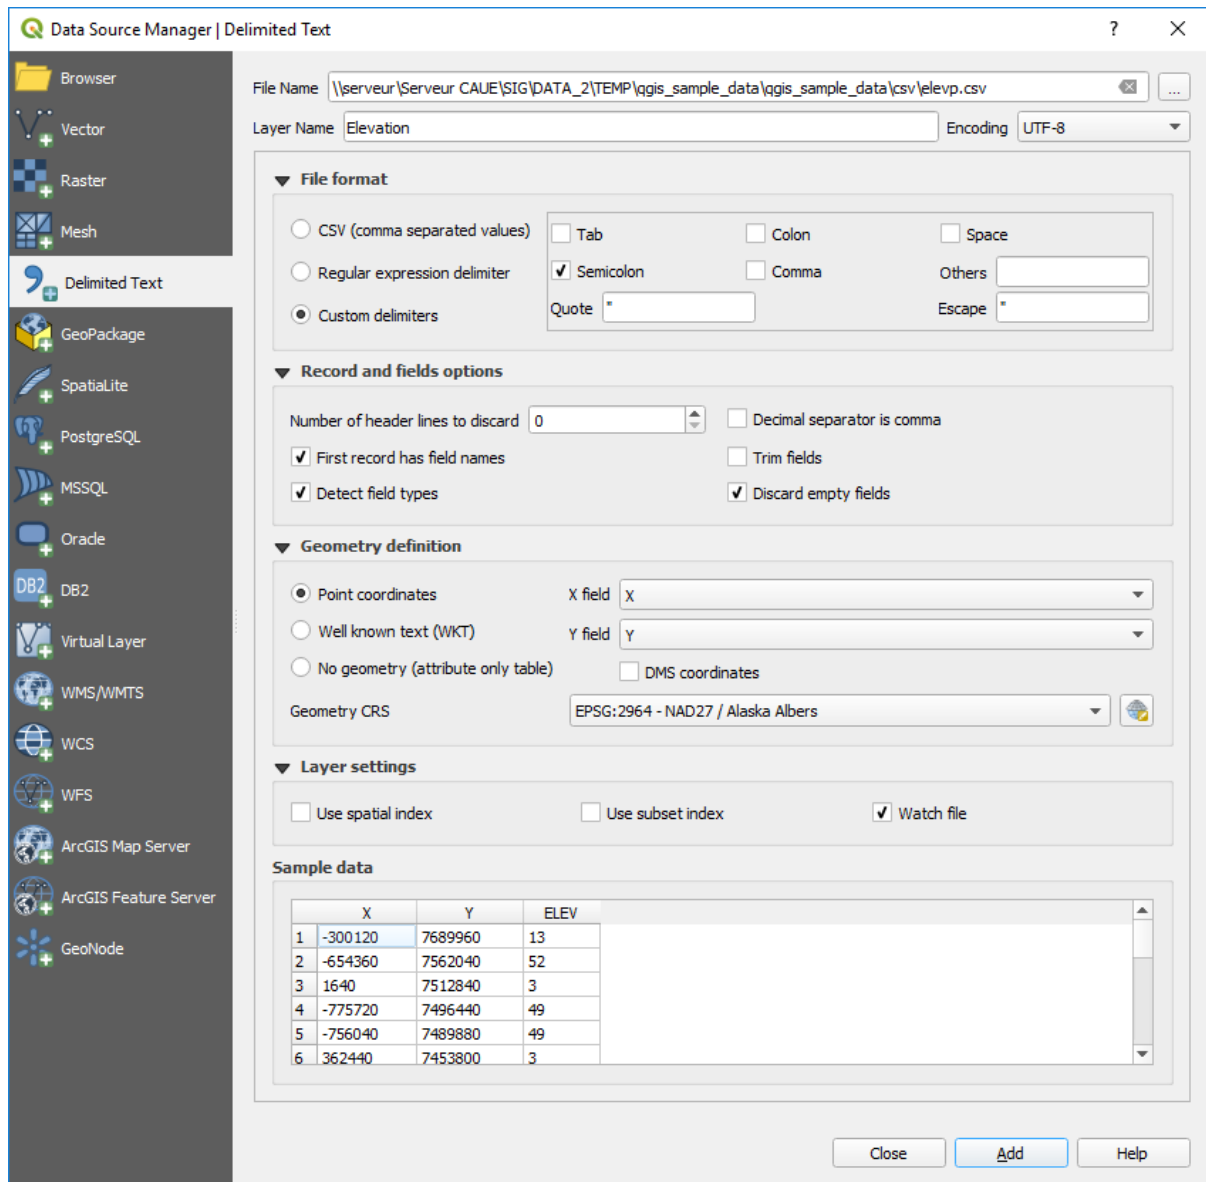 Data Source Manager | Delimited Text
?
Browser
Vector
Raster
Mesh
Delimited Text
GeoPackage
SpatiaLite
PostgreSQL
MSSQL
Oracle
DB2
DB2
Virtual Layer
WMS/WMTS
WCS
WFS
ArcGIS Map Server
ArcGIS Feature Server
GeoNode
File Name \\serveur\Serveur CAUE\SIG\DATA_2\TEMP\qgis_sample_data\qgis_sample_data\csv\elevp.csv ...
Layer Name Elevation Encoding UTF-8
File format
CSV (comma separated values) Tab Colon Space
Regular expression delimiter Semicolon Comma Others
Custom delimiters Quote " Escape "
Record and fields options
Number of header lines to discard 0 Decimal separator is comma
First record has field names Trim fields
Detect field types Discard empty fields
Geometry definition
Point coordinates X field X
Well known text (WKT) Y field Y
No geometry (attribute only table) DMS coordinates
Geometry CRS EPSG:2964 - NAD27 / Alaska Albers
Layer settings
Use spatial index Use subset index Watch file
Sample data
X Y ELEV
1 -300120 7689960 13
2 -654360 7562040 52
3 1640 7512840 3
4 -775720 7496440 49
5 -756040 7489880 49
6 362440 7453800 3
Close Add Help